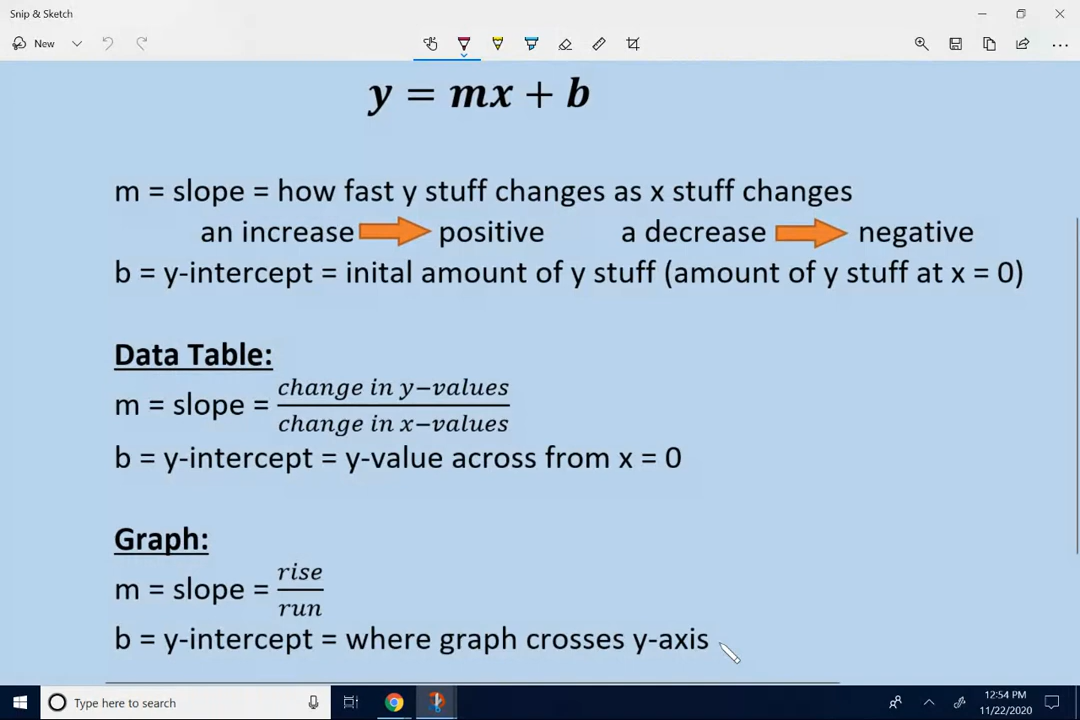 Snip & Sketch
New
y = mx + b
m = slope = how fast y stuff changes as x stuff changes
an increase positive a decrease negative
b = y-intercept = inital amount of y stuff (amount of y stuff at x = 0)
Data Table:
change in y−values
m = slope =
change in x−values
b = y-intercept = y-value across from x = 0
Graph:
rise
m = slope =
run
b = y-intercept = where graph crosses y-axis
Type here to search
12:54 PM
11/22/2020